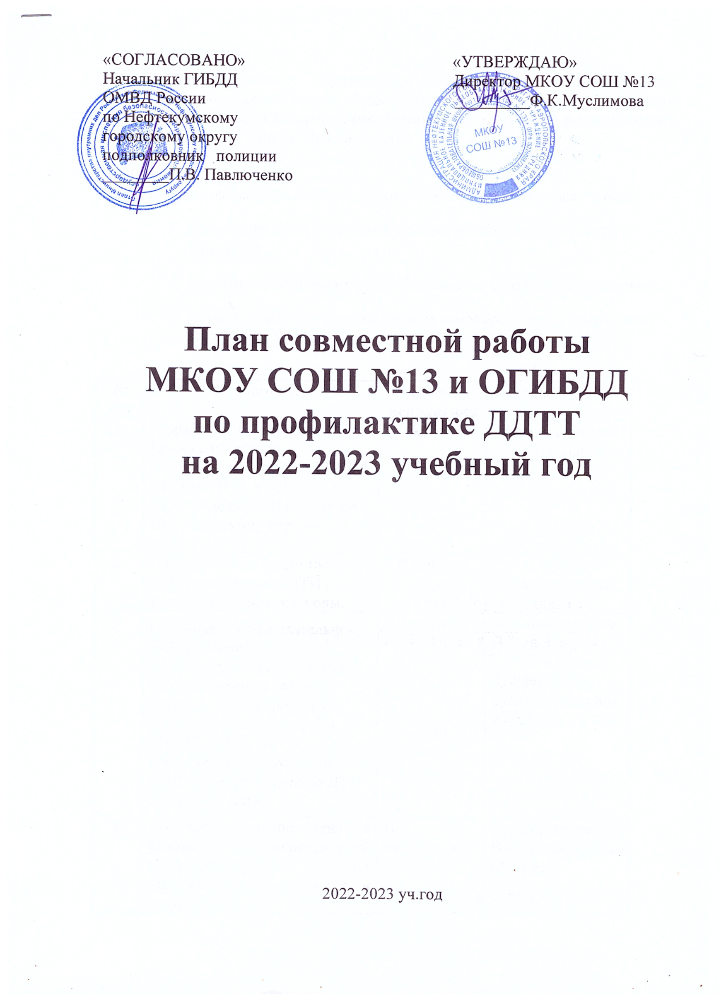 «СОГЛАСОВАНО»
Начальник ГИБДД
ОМВД России
по Нефтекумскому
городскому округу
подполковник полиции
__________П.В. Павлюченко
«УТВЕРЖДАЮ»
Директор МКОУ СОШ №13
__________Ф.К.Муслимова
МКОУ
СОШ №13
План совместной работы
МКОУ СОШ №13 и ОГИБДД
по профилактике ДДТТ
на 2022-2023 учебный год
2022-2023 уч.год